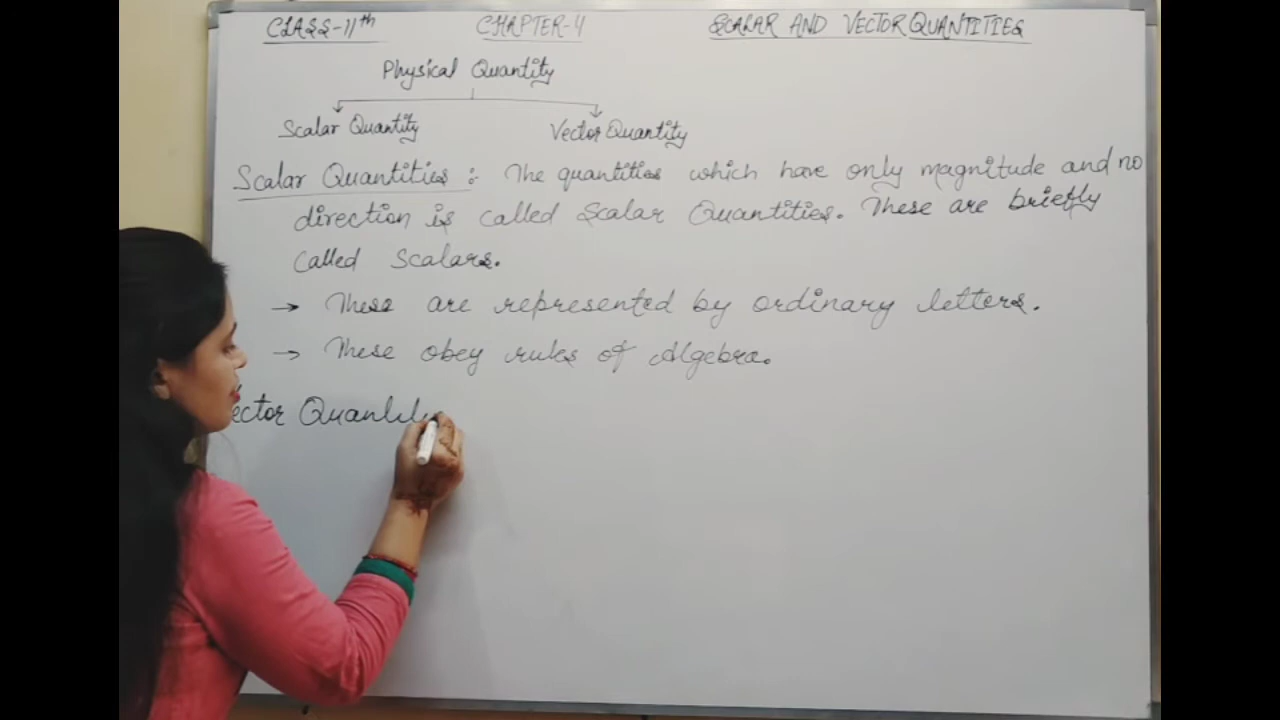 CLASS-11th CHAPTER-4 SCALAR AND VECTOR QUANTITIES
Physical Quantity
Scalar Quantity Vector Quantity
Scalar Quantities : The quantities which have only magnitude and no
direction is called Scalar Quantities. These are briefly
called Scalars.
→ These are represented by ordinary letters.
→ These obey rules of Algebra.
ector Quantity